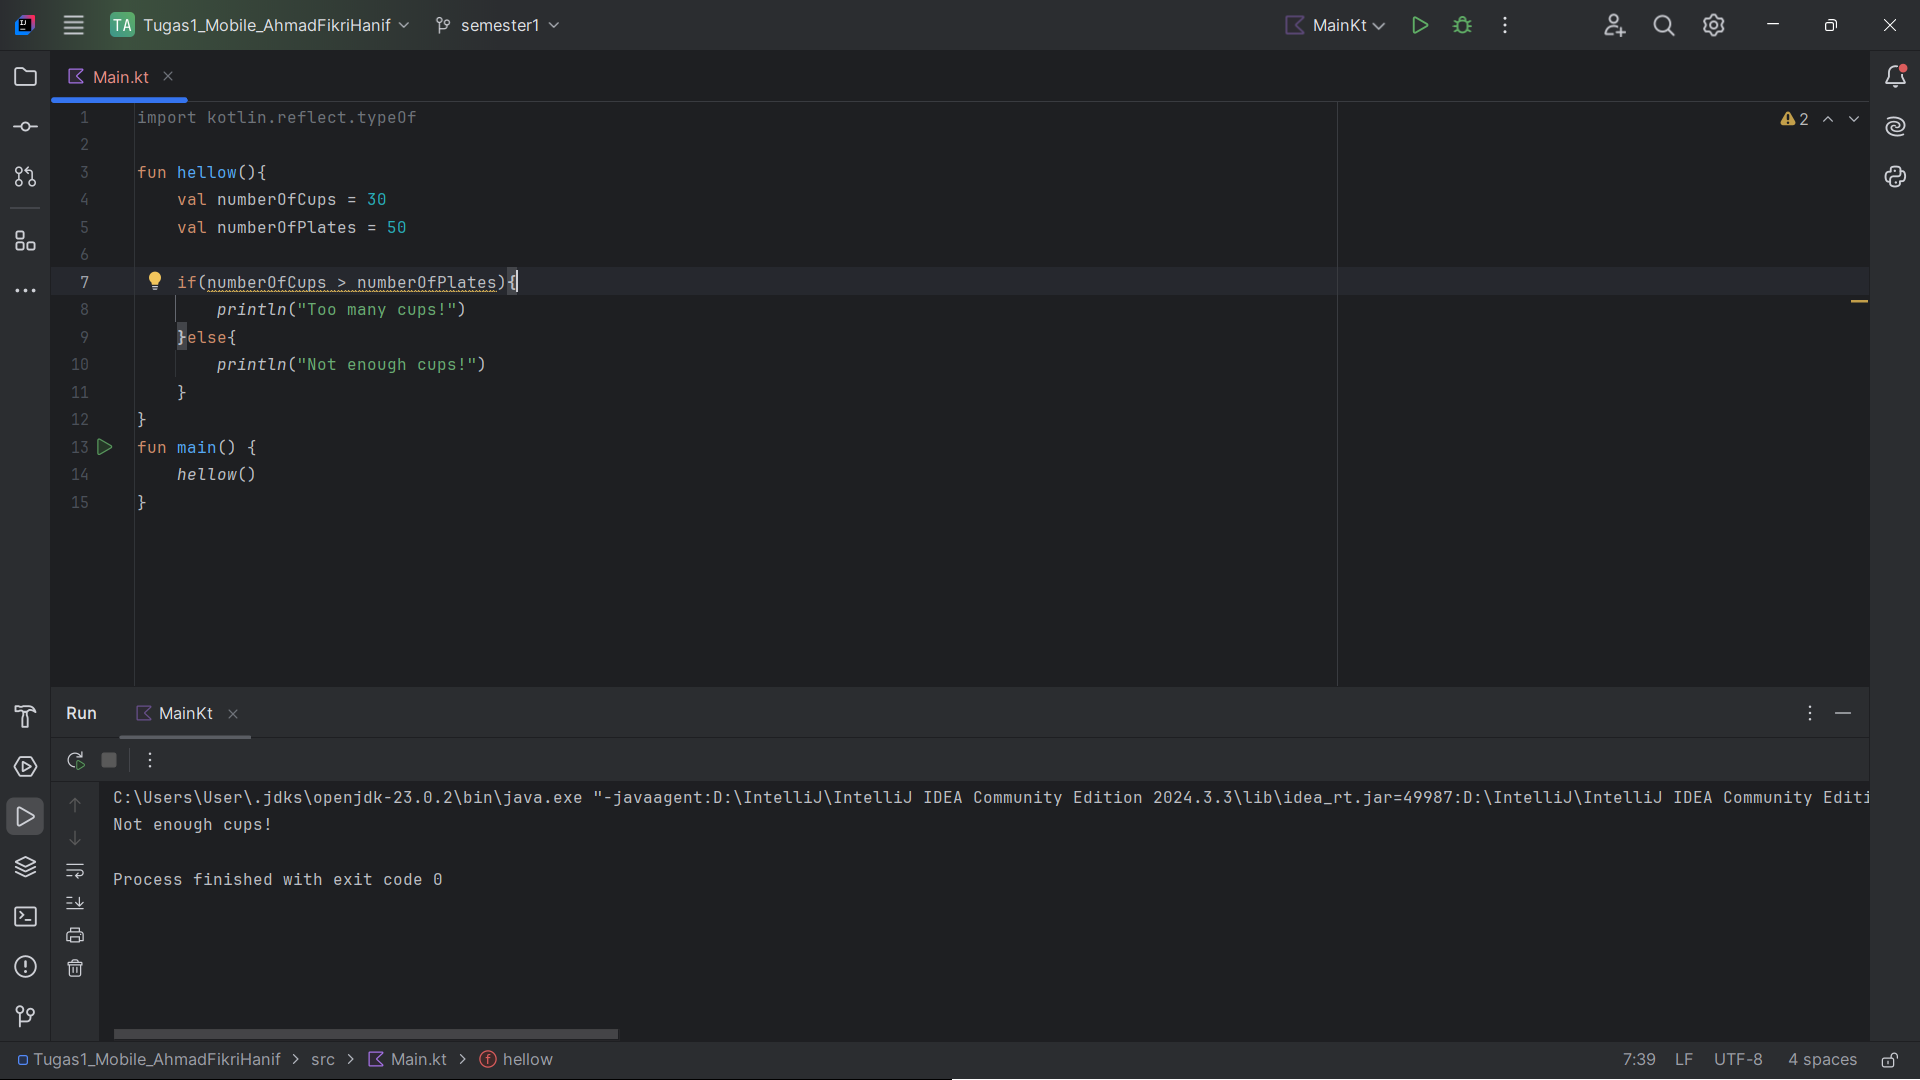 TA Tugas1_Mobile_AhmadFikriHanif semester1 MainKt
Main.kt
2
1 import kotlin.reflect.typeOf
2
3 fun hellow(){
4 val numberOfCups = 30
5 val numberOfPlates = 50
6
7 if(numberOfCups > numberOfPlates){
8 println("Too many cups!")
9 }else{
10 println("Not enough cups!")
11 }
12 }
13 fun main() {
14 hellow()
15 }
Run MainKt
C:\Users\User\.jdks\openjdk-23.0.2\bin\java.exe "-javaagent:D:\IntelliJ\IntelliJ IDEA Community Edition 2024.3.3\lib\idea_rt.jar=49987:D:\IntelliJ\IntelliJ IDEA Community Editi
Not enough cups!
Process finished with exit code 0
Tugas1_Mobile_AhmadFikriHanif > src > Main.kt > hellow 7:39 LF UTF-8 4 spaces